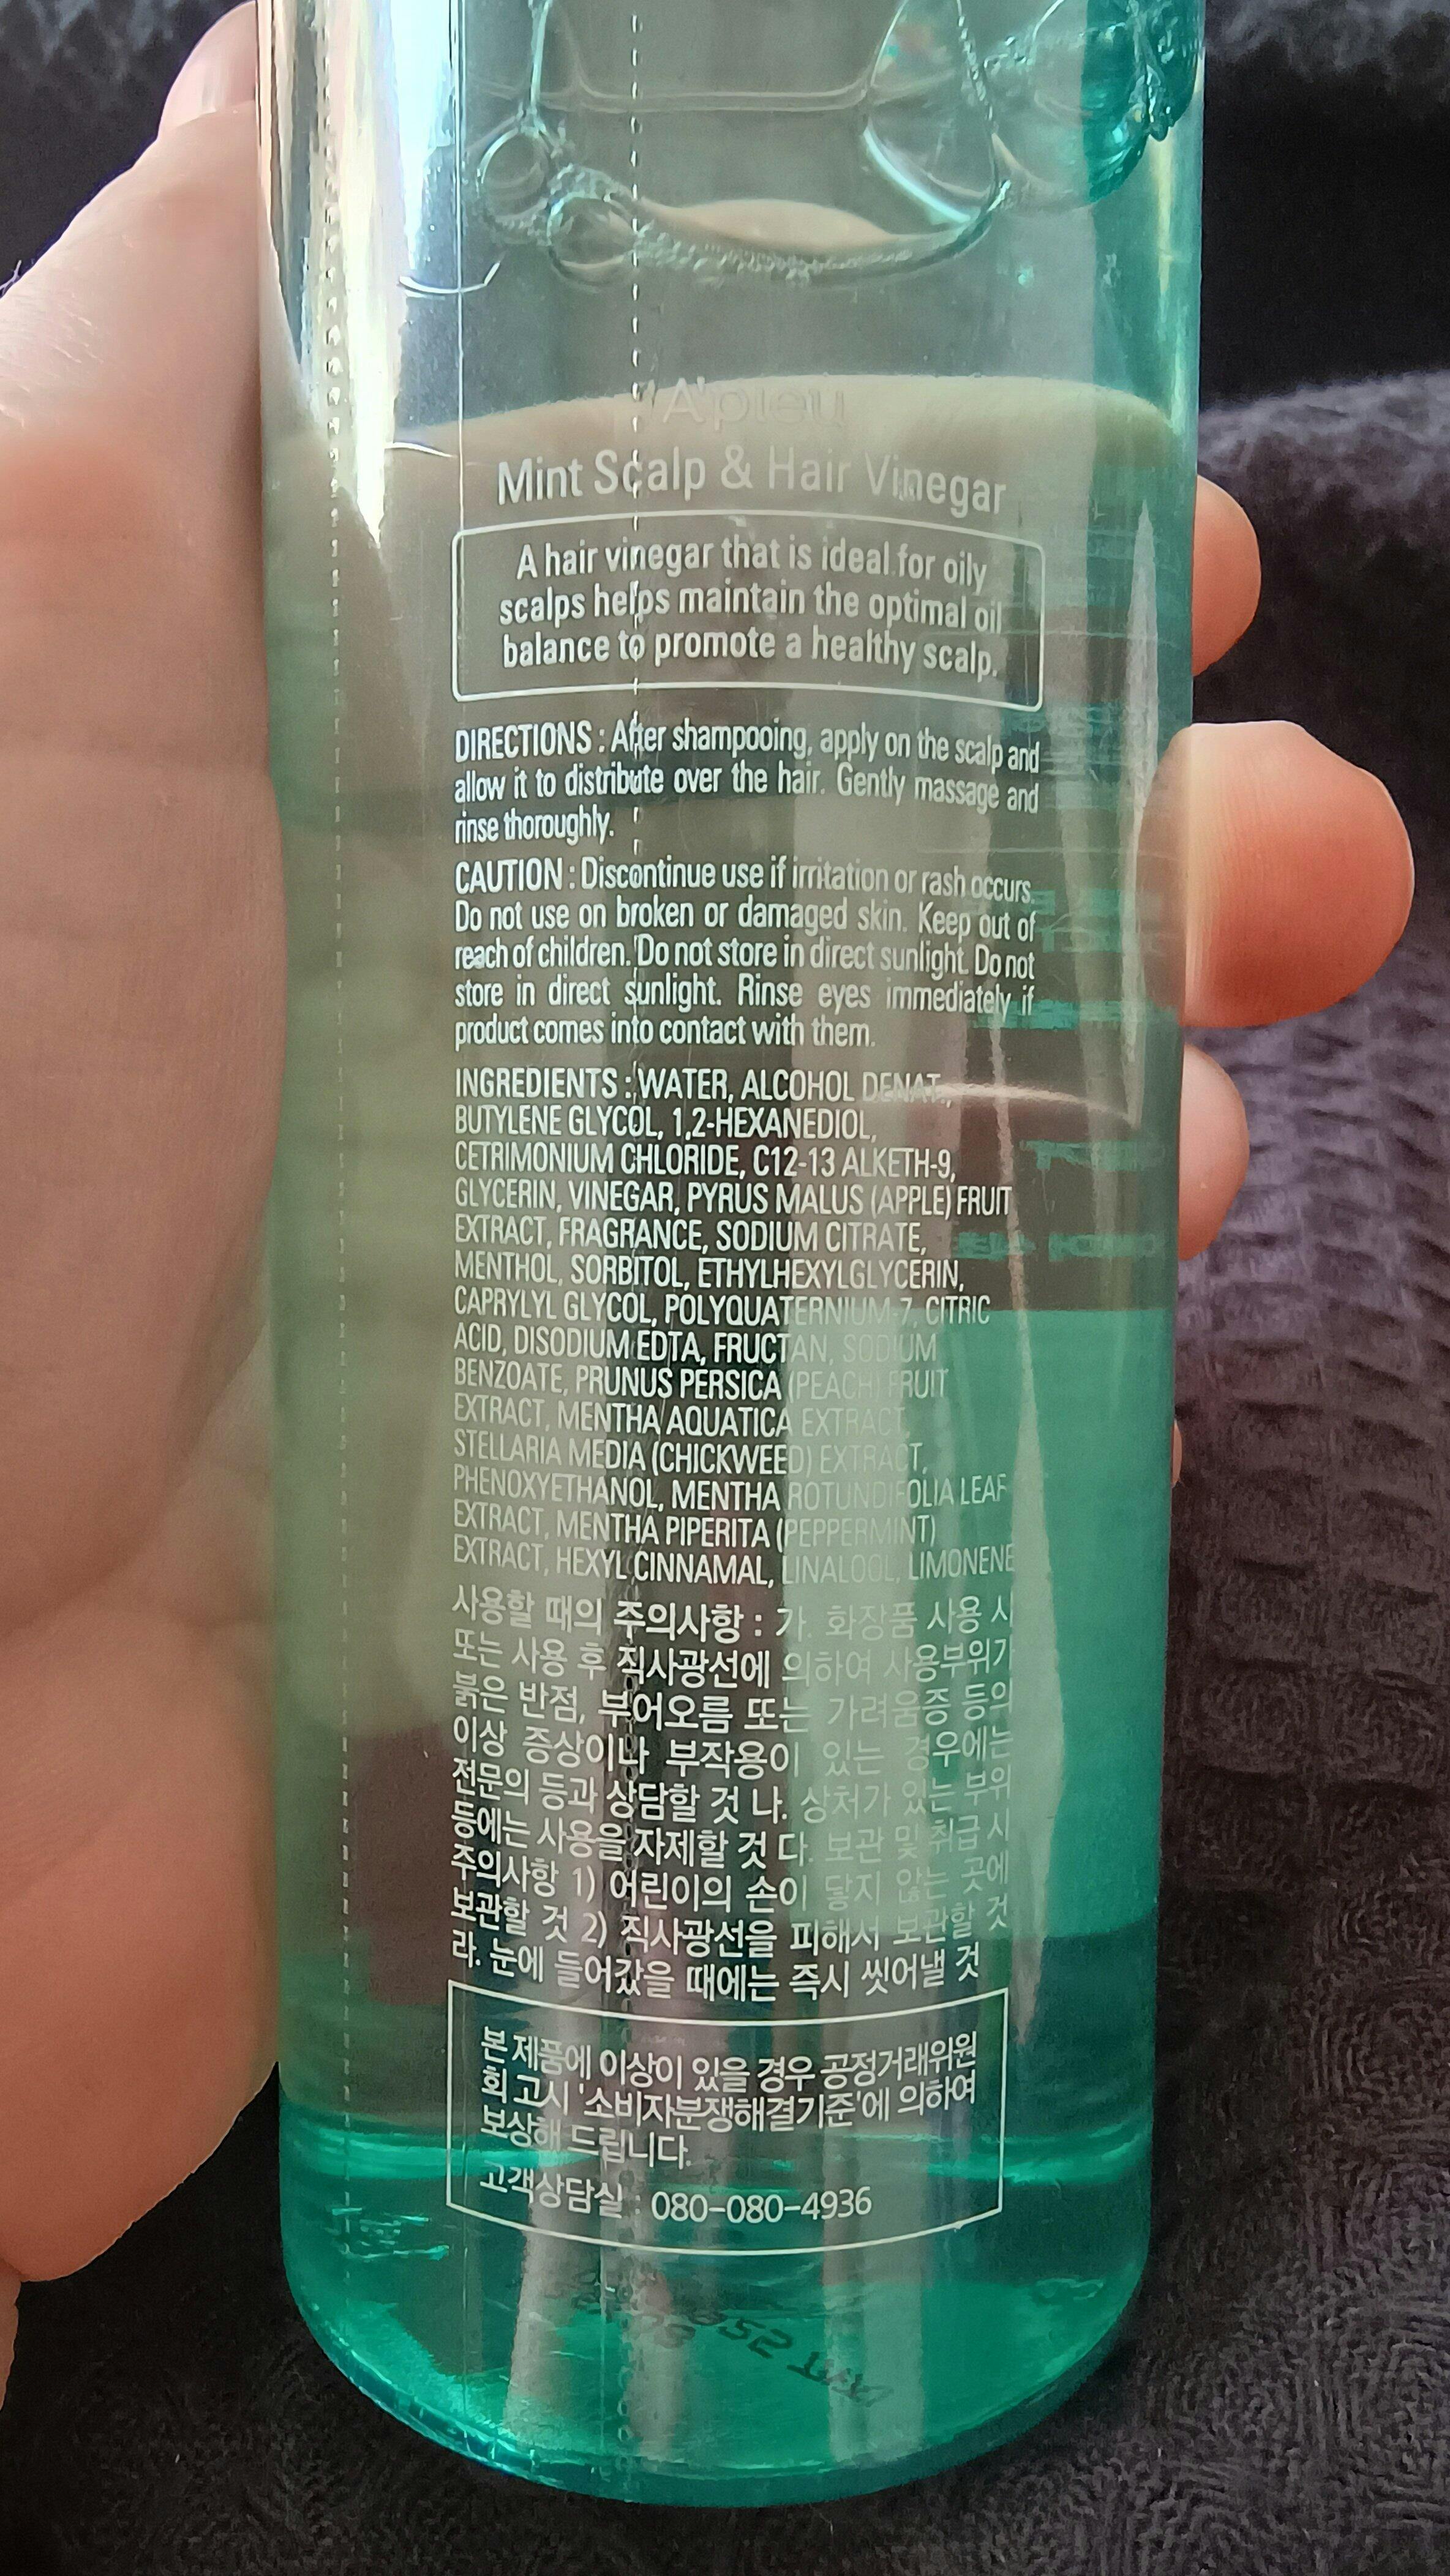 A'pieu
Mint Scalp & Hair Vinegar
A hair vinegar that is ideal for oily
scalps helps maintain the optimal oil
balance to promote a healthy scalp.
DIRECTIONS : After shampooing, apply on the scalp and
allow it to distribute over the hair. Gently massage and
rinse thoroughly.
CAUTION : Discontinue use if irritation or rash occurs.
Do not use on broken or damaged skin. Keep out of
reach of children. Do not store in direct sunlight. Do not
store in direct sunlight. Rinse eyes immediately if
product comes into contact with them.
INGREDIENTS : WATER, ALCOHOL DENAT.,
BUTYLENE GLYCOL, 1,2-HEXANEDIOL,
CETRIMONIUM CHLORIDE, C12-13 ALKETH-9,
GLYCERIN, VINEGAR, PYRUS MALUS (APPLE) FRUIT
EXTRACT, FRAGRANCE, SODIUM CITRATE,
MENTHOL, SORBITOL, ETHYLHEXYLGLYCERIN,
CAPRYLYL GLYCOL, POLYQUATERNIUM-7, CITRIC
ACID, DISODIUM EDTA, FRUCTAN, SODIUM
BENZOATE, PRUNUS PERSICA (PEACH) FRUIT
EXTRACT, MENTHA AQUATICA EXTRACT,
STELLARIA MEDIA (CHICKWEED) EXTRACT,
PHENOXYETHANOL, MENTHA ROTUNDIFOLIA LEAF
EXTRACT, MENTHA PIPERITA (PEPPERMINT)
EXTRACT, HEXYL CINNAMAL, LINALOOL, LIMONENE
사용할 때의 주의사항 : 가. 화장품 사용 시
또는 사용 후 직사광선에 의하여 사용부위가
붉은 반점, 부어오름 또는 가려움증 등의
이상 증상이나 부작용이 있는 경우에는
전문의 등과 상담할 것 나. 상처가 있는 부위
등에는 사용을 자제할 것 다. 보관 및 취급 시
주의사항 1) 어린이의 손이 닿지 않는 곳에
보관할 것 2) 직사광선을 피해서 보관할 것
라. 눈에 들어갔을 때에는 즉시 씻어낼 것
본 제품에 이상이 있을 경우 공정거래위원
회 고시 '소비자분쟁해결기준'에 의하여
보상해 드립니다.
고객상담실 : 080-080-4936